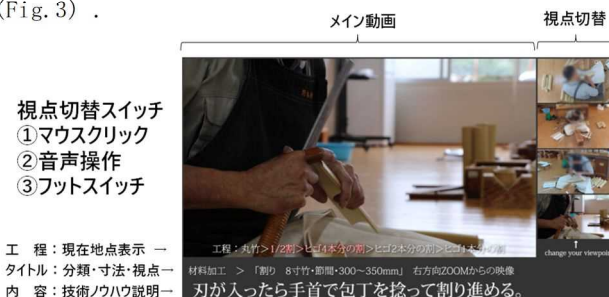 (Fig.3) .
メイン動画
視点切替
視点切替スイッチ
①マウスクリック
②音声操作
③フットスイッチ
工　程：現在地点表示 →
タイトル：分類・寸法・視点→
内　容：技術ノウハウ説明→
工程：丸竹>1/2割>ヒゴ4本分の割>ヒゴ2本分の割>ヒゴ1本分の割
材料加工　>　「割り　8寸竹・節間・300～350mm」　右方向ZOOMからの映像
刃が入ったら手首で包丁を捻って割り進める。
change your viewpoint